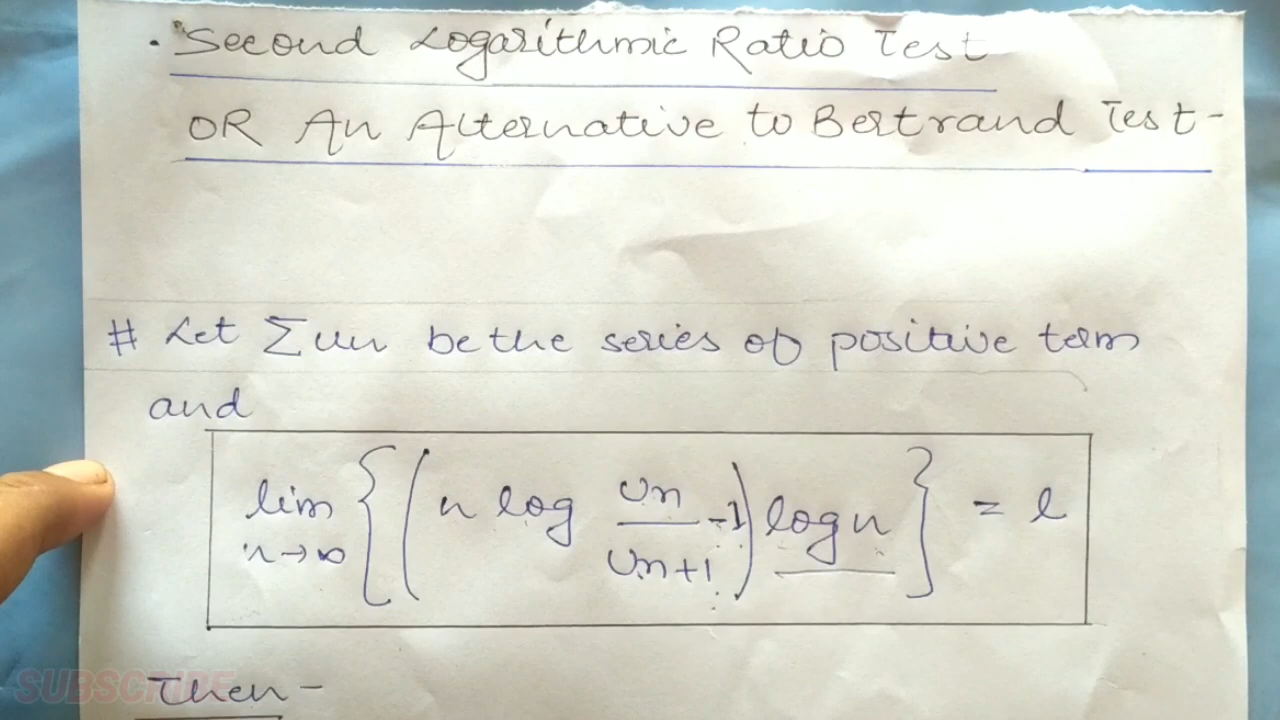 . Second Logarithmic Ratio Test
OR An Alternative to Bertrand Test-
# Let Σun be the series of positive term
and
lim n→∞ { ( n log Un/Un+1 -1 ) log n } = l
SUBSCRIBE
Then -